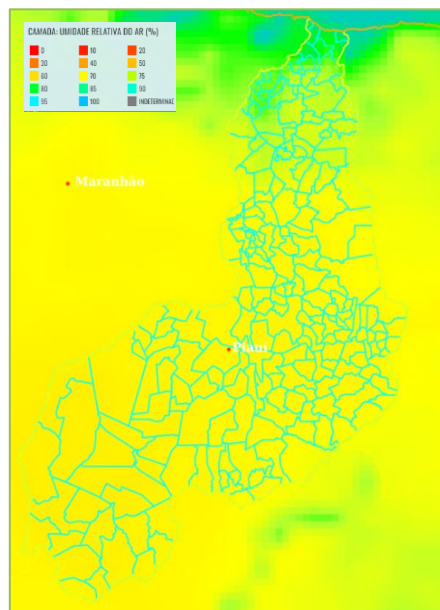 CAMADA: UMIDADE RELATIVA DO AR (%)
0 10 20
30 40 50
60 70 75
80 85 90
95 100 INDETERMINAC
Maranhão
Piauí